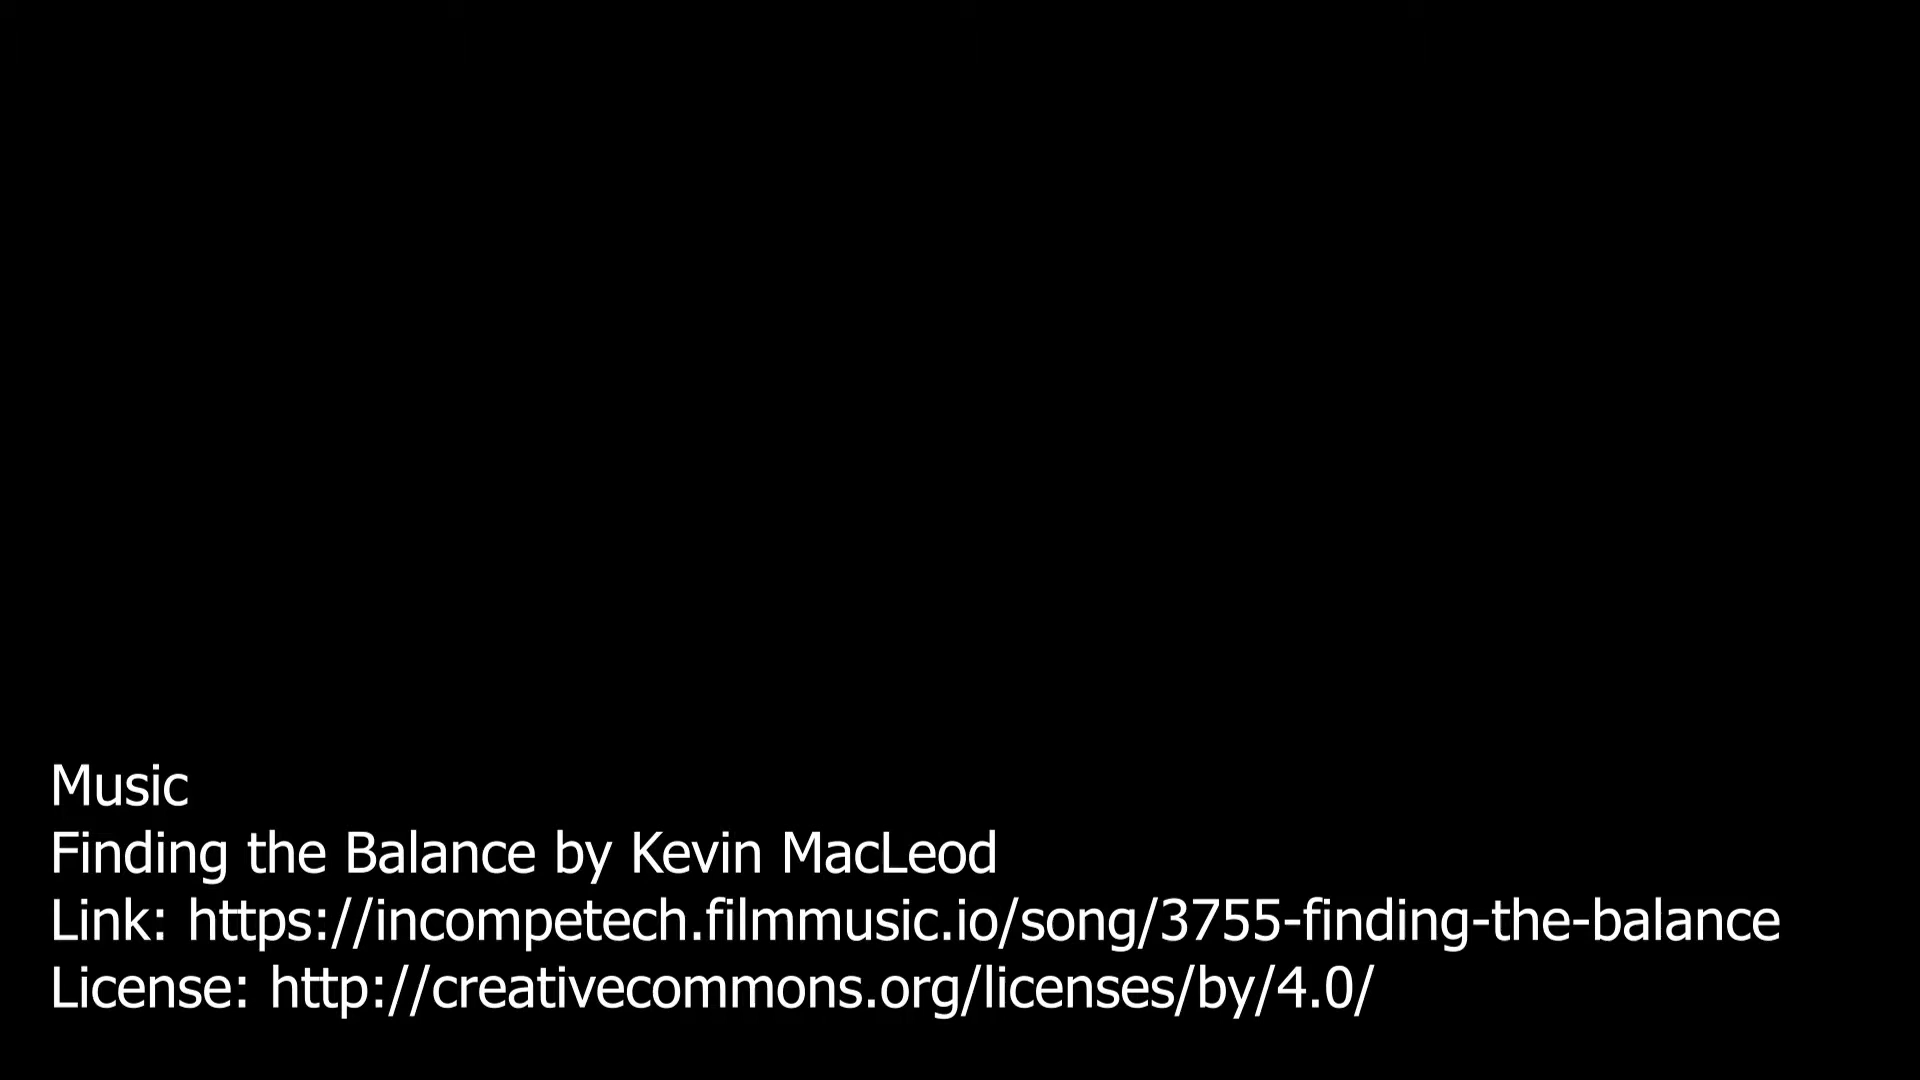 Music
Finding the Balance by Kevin MacLeod
Link: https://incompetech.filmmusic.io/song/3755-finding-the-balance
License: http://creativecommons.org/licenses/by/4.0/